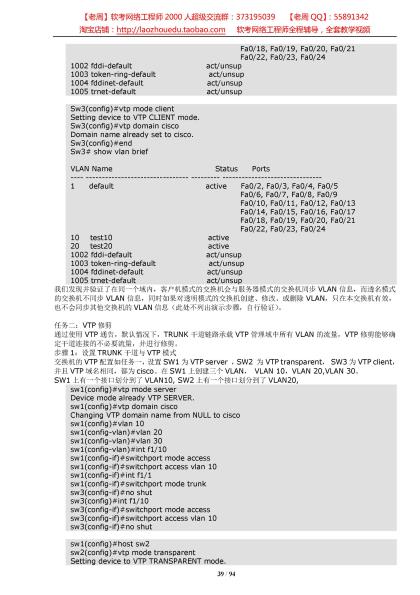 【老周】软考网络工程师 2000 人超级交流群：373195039 【老周 QQ】：55891342
淘宝店铺：http://laozhouedu.taobao.com 软考网络工程师全程辅导，全套教学视频
Fa0/18, Fa0/19, Fa0/20, Fa0/21
Fa0/22, Fa0/23, Fa0/24
1002 fddi-default act/unsup
1003 token-ring-default act/unsup
1004 fddinet-default act/unsup
1005 trnet-default act/unsup
Sw3(config)#vtp mode client
Setting device to VTP CLIENT mode.
Sw3(config)#vtp domain cisco
Domain name already set to cisco.
Sw3(config)#end
Sw3# show vlan brief
VLAN Name Status Ports
---- -------------------------------- --------- -------------------------------
1 default active Fa0/2, Fa0/3, Fa0/4, Fa0/5
Fa0/6, Fa0/7, Fa0/8, Fa0/9
Fa0/10, Fa0/11, Fa0/12, Fa0/13
Fa0/14, Fa0/15, Fa0/16, Fa0/17
Fa0/18, Fa0/19, Fa0/20, Fa0/21
Fa0/22, Fa0/23, Fa0/24
10 test10 active
20 test20 active
1002 fddi-default act/unsup
1003 token-ring-default act/unsup
1004 fddinet-default act/unsup
1005 trnet-default act/unsup
我们发现并验证了在同一个域内，客户机模式的交换机会与服务器模式的交换机同步 VLAN 信息，而透名模式
的交换机不同步 VLAN 信息，同时如果对透明模式的交换机创建、修改、或删除 VLAN，只在本交换机有效，
也不会同步其他交换机的 VLAN 信息（此处不列出演示步骤，自行验证）。
任务二：VTP 修剪
通过使用 VTP 通告，默认情况下，TRUNK 干道链路承载 VTP 管理域中所有 VLAN 的流量，VTP 修剪能够确
定干道连接的不必要流量，并进行修剪。
步骤 1：设置 TRUNK 干道与 VTP 模式
交换机的 VTP 配置如任务一，设置 SW1 为 VTP server ，SW2 为 VTP transparent， SW3 为 VTP client，
并且 VTP 域名相同，都为 cisco。在 SW1 上创建三个 VLAN， VLAN 10，VLAN 20,VLAN 30。
SW1 上有一个接口划分到了 VLAN10, SW2 上有一个接口划分到了 VLAN20,
sw1(config)#vtp mode server
Device mode already VTP SERVER.
sw1(config)#vtp domain cisco
Changing VTP domain name from NULL to cisco
sw1(config)#vlan 10
sw1(config-vlan)#vlan 20
sw1(config-vlan)#vlan 30
sw1(config-vlan)#int f1/10
sw1(config-if)#switchport mode access
sw1(config-if)#switchport access vlan 10
sw1(config-if)#int f1/1
sw1(config-if)#switchport mode trunk
sw3(config-if)#no shut
sw3(config-if)#int f1/10
sw3(config-if)#switchport mode access
sw3(config-if)#switchport access vlan 10
sw3(config-if)#no shut
sw1(config)#host sw2
sw2(config)#vtp mode transparent
Setting device to VTP TRANSPARENT mode.
39 / 94